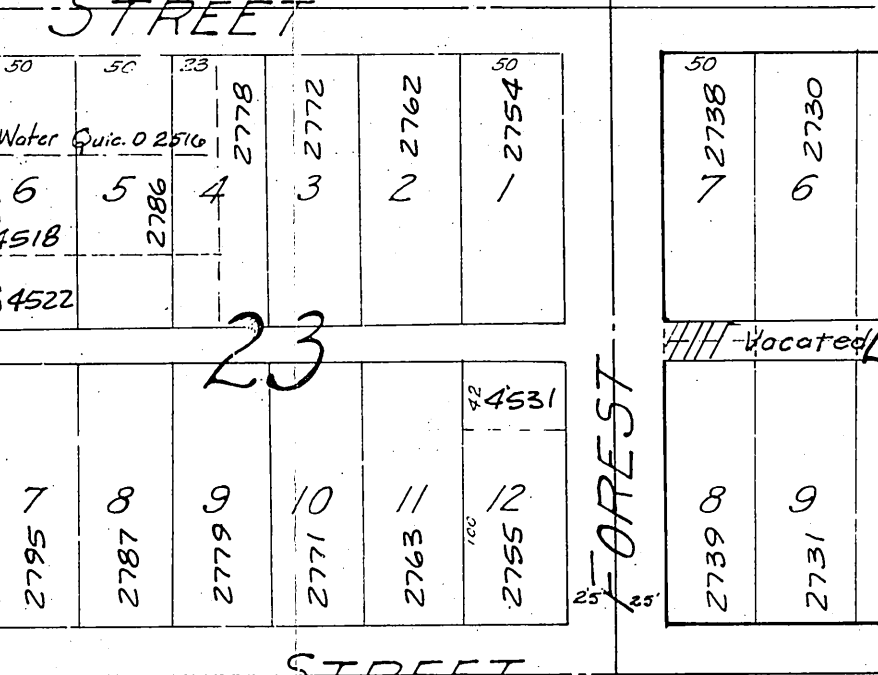 STREET
50 50 23 50 50
2778 2772 2762 2754 2738 2730
Water Quic. D 2516
6 5 4 3 2 1 7 6
2786
4518
4522
23
Vacated
42 4531
FOREST
7 8 9 10 11 12 8 9
100
2795 2787 2779 2771 2763 2755 2739 2731
25' 25'
STREET